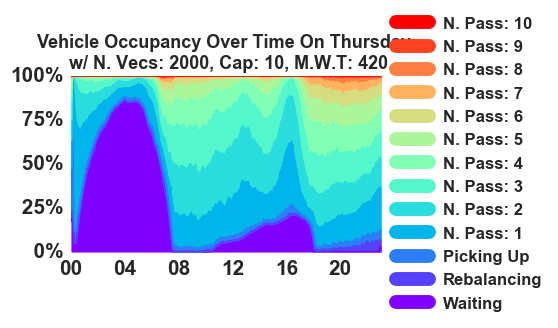 Vehicle Occupancy Over Time On Thursday
w/ N. Vecs: 2000, Cap: 10, M.W.T: 420
100%
75%
50%
25%
0%
00 04 08 12 16 20
N. Pass: 10
N. Pass: 9
N. Pass: 8
N. Pass: 7
N. Pass: 6
N. Pass: 5
N. Pass: 4
N. Pass: 3
N. Pass: 2
N. Pass: 1
Picking Up
Rebalancing
Waiting